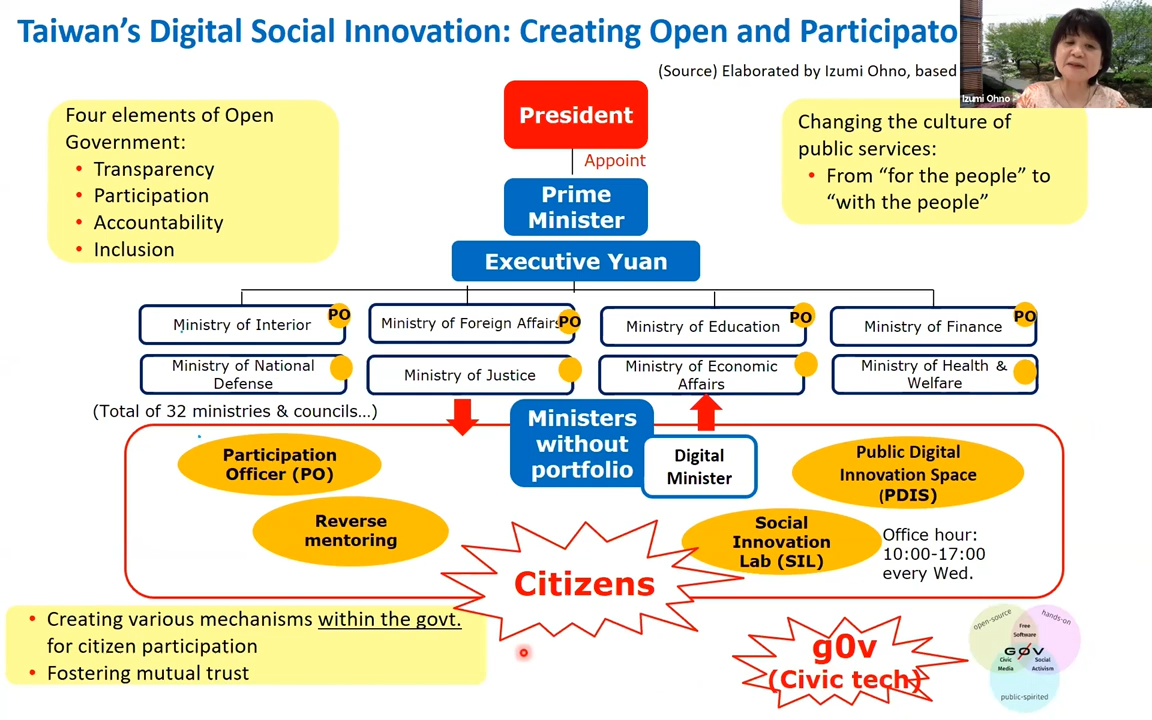 Taiwan's Digital Social Innovation: Creating Open and Participato
(Source) Elaborated by Izumi Ohno, based
Izumi Ohno
Four elements of Open
Government:
• Transparency
• Participation
• Accountability
• Inclusion
President
Appoint
Prime
Minister
Executive Yuan
Changing the culture of
public services:
• From "for the people" to
"with the people"
Ministry of Interior
PO
Ministry of Foreign Affairs
PO
Ministry of Education
PO
Ministry of Finance
PO
Ministry of National
Defense
Ministry of Justice
Ministry of Economic
Affairs
Ministry of Health &
Welfare
(Total of 32 ministries & councils…)
Ministers
without
portfolio
Digital
Minister
Participation
Officer (PO)
Reverse
mentoring
Public Digital
Innovation Space
(PDIS)
Social
Innovation
Lab (SIL)
Office hour:
10:00-17:00
every Wed.
Citizens
• Creating various mechanisms within the govt.
for citizen participation
• Fostering mutual trust
g0v
(Civic tech)
open-source
hands-on
Free
Software
G0V
Civic
Media
Social
Activism
public-spirited